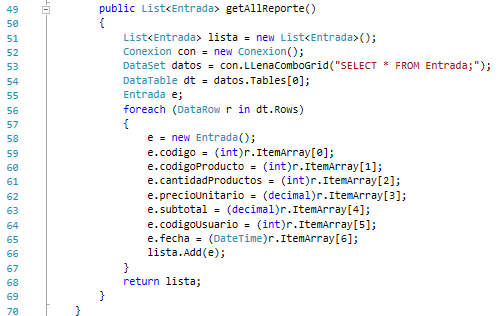 49 public List<Entrada> getAllReporte()
50 {
51 List<Entrada> lista = new List<Entrada>();
52 Conexion con = new Conexion();
53 DataSet datos = con.LLenaComboGrid("SELECT * FROM Entrada;");
54 DataTable dt = datos.Tables[0];
55 Entrada e;
56 foreach (DataRow r in dt.Rows)
57 {
58 e = new Entrada();
59 e.codigo = (int)r.ItemArray[0];
60 e.codigoProducto = (int)r.ItemArray[1];
61 e.cantidadProductos = (int)r.ItemArray[2];
62 e.precioUnitario = (decimal)r.ItemArray[3];
63 e.subtotal = (decimal)r.ItemArray[4];
64 e.codigoUsuario = (int)r.ItemArray[5];
65 e.fecha = (DateTime)r.ItemArray[6];
66 lista.Add(e);
67 }
68 return lista;
69 }
70 }